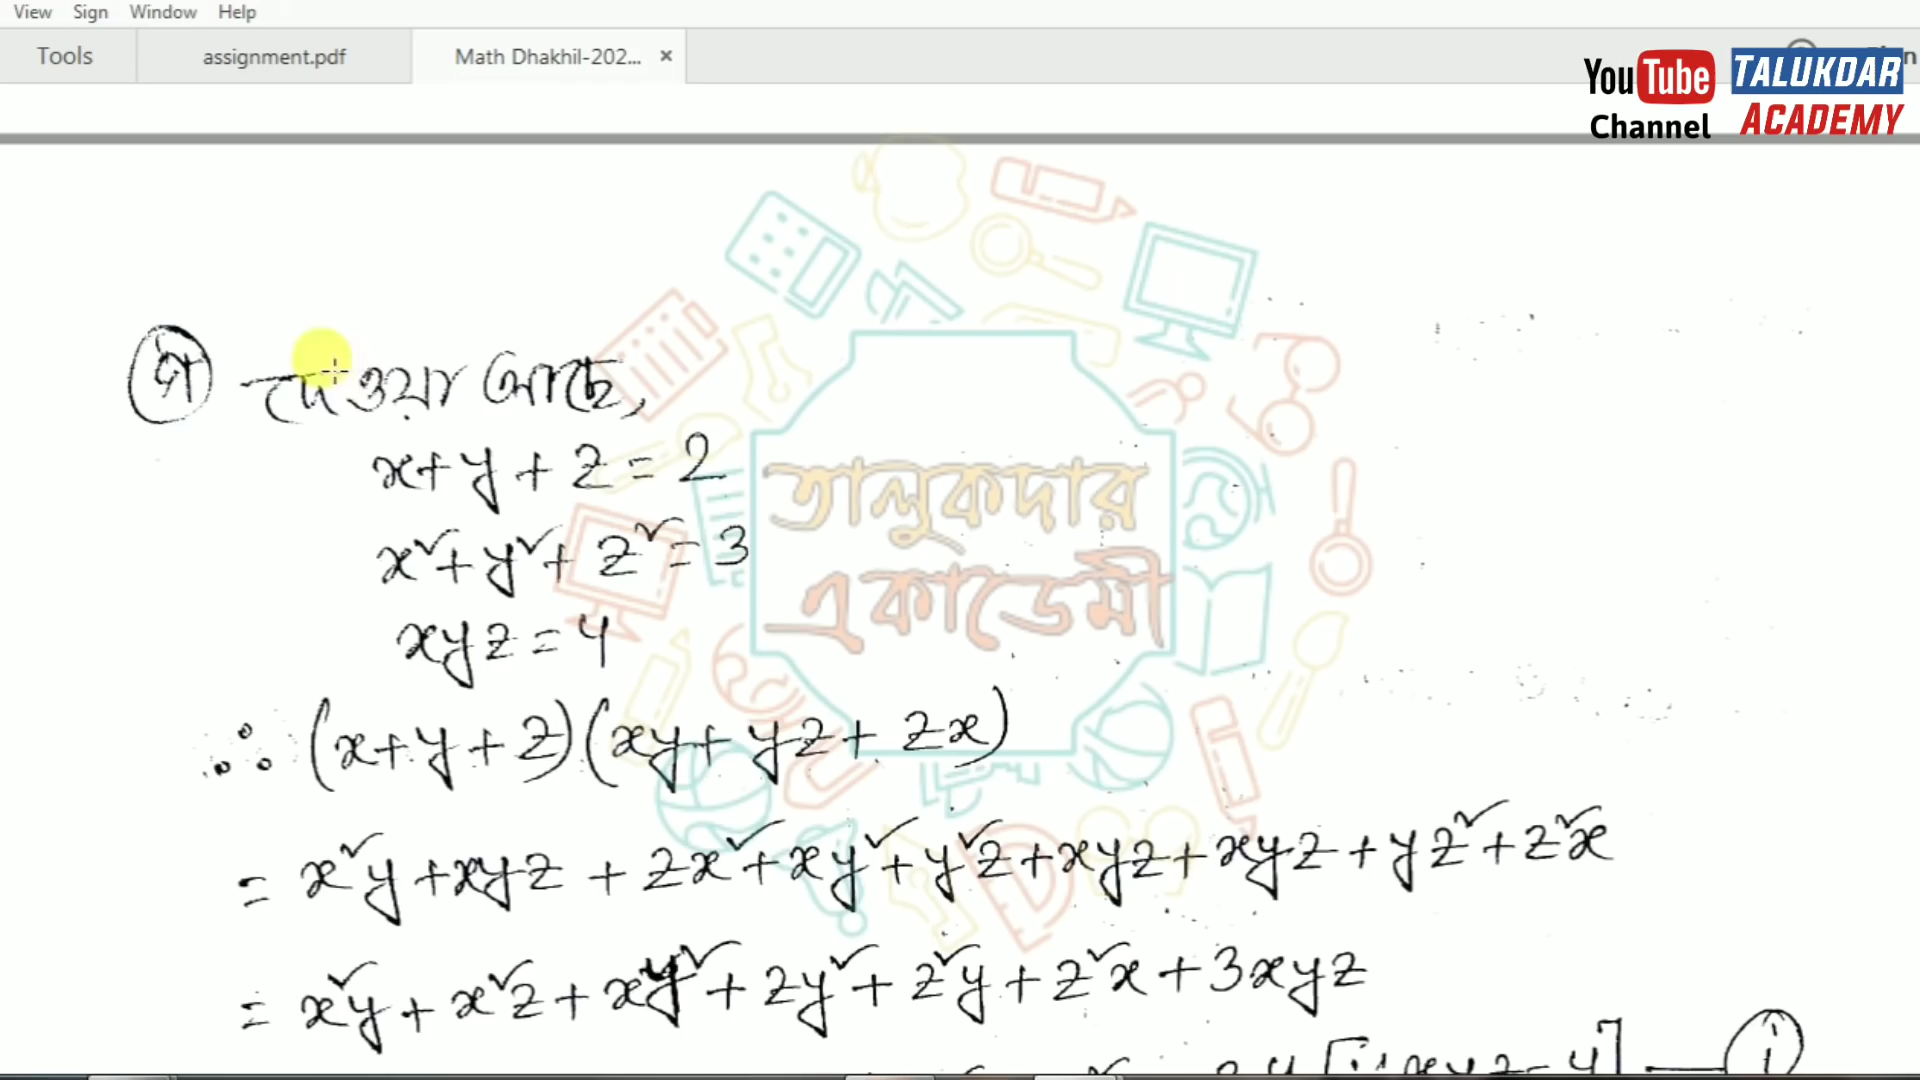 View Sign Window Help
Tools assignment.pdf Math Dhakhil-202... ×
YouTube Channel
TALUKDAR ACADEMY
তালুকদার
একাডেমী
দেওয়া আছে,
x+y+z=2
x²+y²+z²=3
xyz=4
∴ (x+y+z)(xy+yz+zx)
= x²y+xyz+zx²+xy²+y²z+xyz+xyz+yz²+z²x
= x²y+x²z+xy²+zy²+z²y+z²x+3xyz